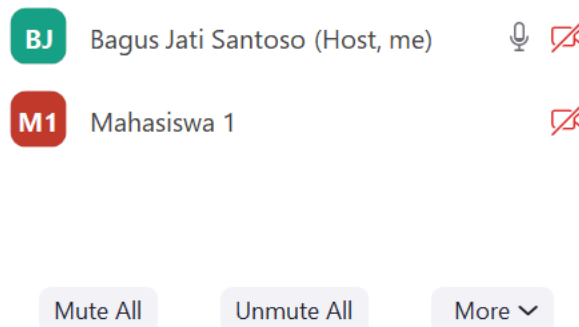 BJ Bagus Jati Santoso (Host, me)
M1 Mahasiswa 1
Mute All Unmute All More